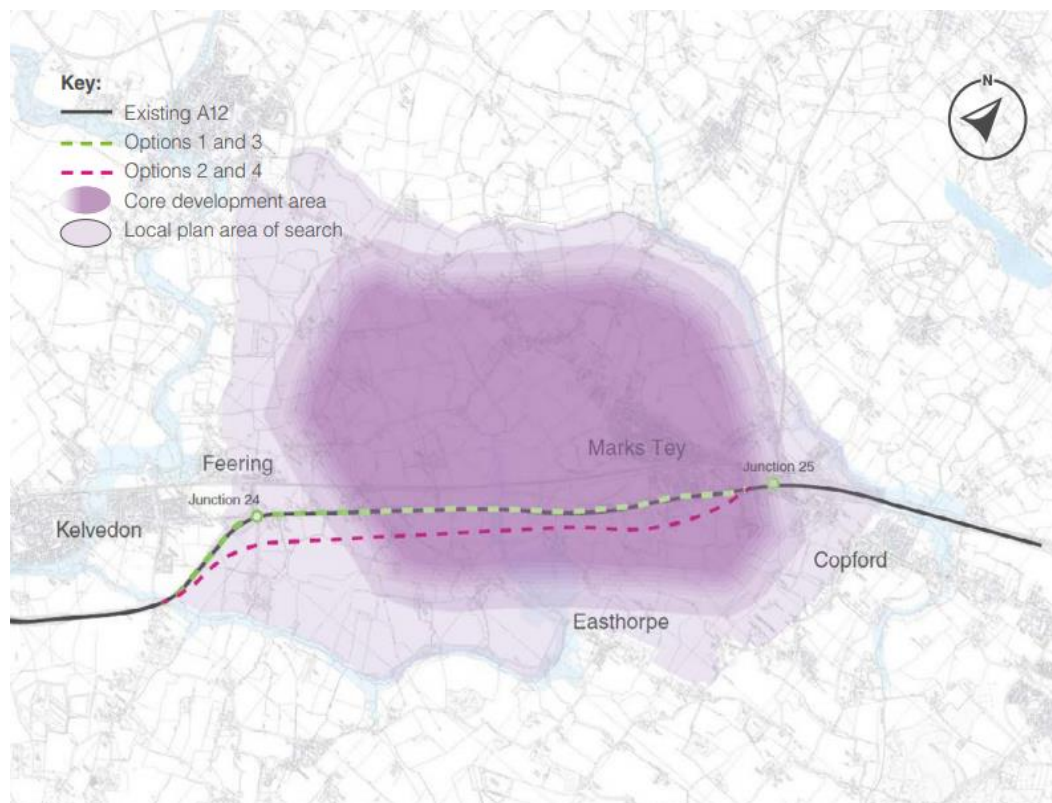 Key:
Existing A12
Options 1 and 3
Options 2 and 4
Core development area
Local plan area of search
N
Marks Tey
Feering
Junction 25
Junction 24
Kelvedon
Copford
Easthorpe